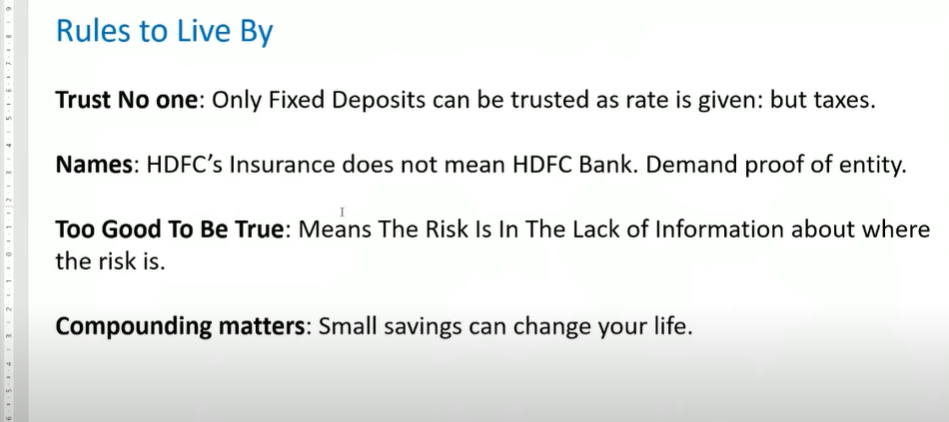 Rules to Live By
Trust No one: Only Fixed Deposits can be trusted as rate is given: but taxes.
Names: HDFC's Insurance does not mean HDFC Bank. Demand proof of entity.
Too Good To Be True: Means The Risk Is In The Lack of Information about where
the risk is.
Compounding matters: Small savings can change your life.